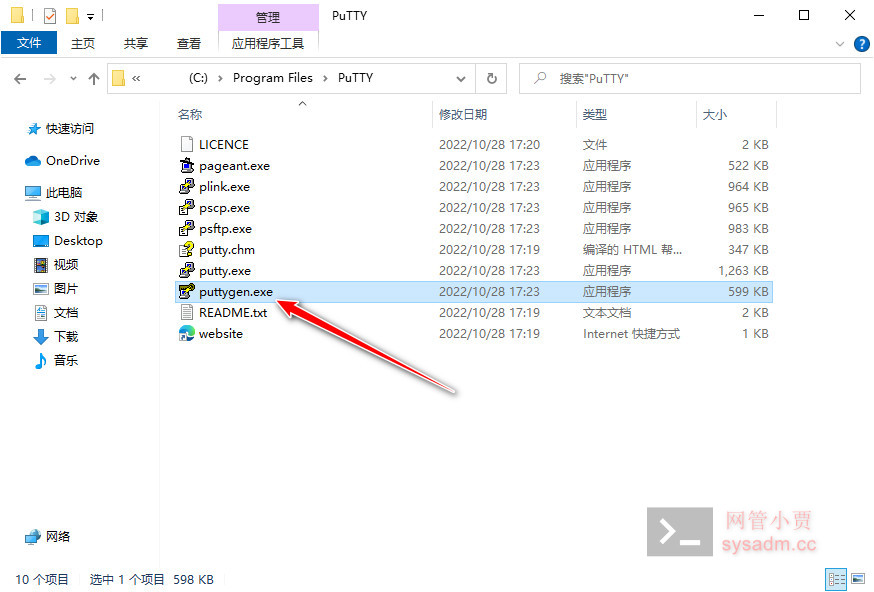 管理
PuTTY
文件
主页
共享
查看
应用程序工具
«
(C:) › Program Files › PuTTY
搜索"PuTTY"
快速访问
OneDrive
此电脑
3D 对象
Desktop
视频
图片
文档
下载
音乐
网络
名称 修改日期 类型 大小
LICENCE 2022/10/28 17:20 文件 2 KB
pageant.exe 2022/10/28 17:23 应用程序 522 KB
plink.exe 2022/10/28 17:23 应用程序 964 KB
pscp.exe 2022/10/28 17:23 应用程序 965 KB
psftp.exe 2022/10/28 17:23 应用程序 983 KB
putty.chm 2022/10/28 17:19 编译的 HTML 帮... 347 KB
putty.exe 2022/10/28 17:23 应用程序 1,263 KB
puttygen.exe 2022/10/28 17:23 应用程序 599 KB
README.txt 2022/10/28 17:19 文本文档 2 KB
website 2022/10/28 17:19 Internet 快捷方式 1 KB
网管小贾
sysadm.cc
10 个项目 选中 1 个项目 598 KB